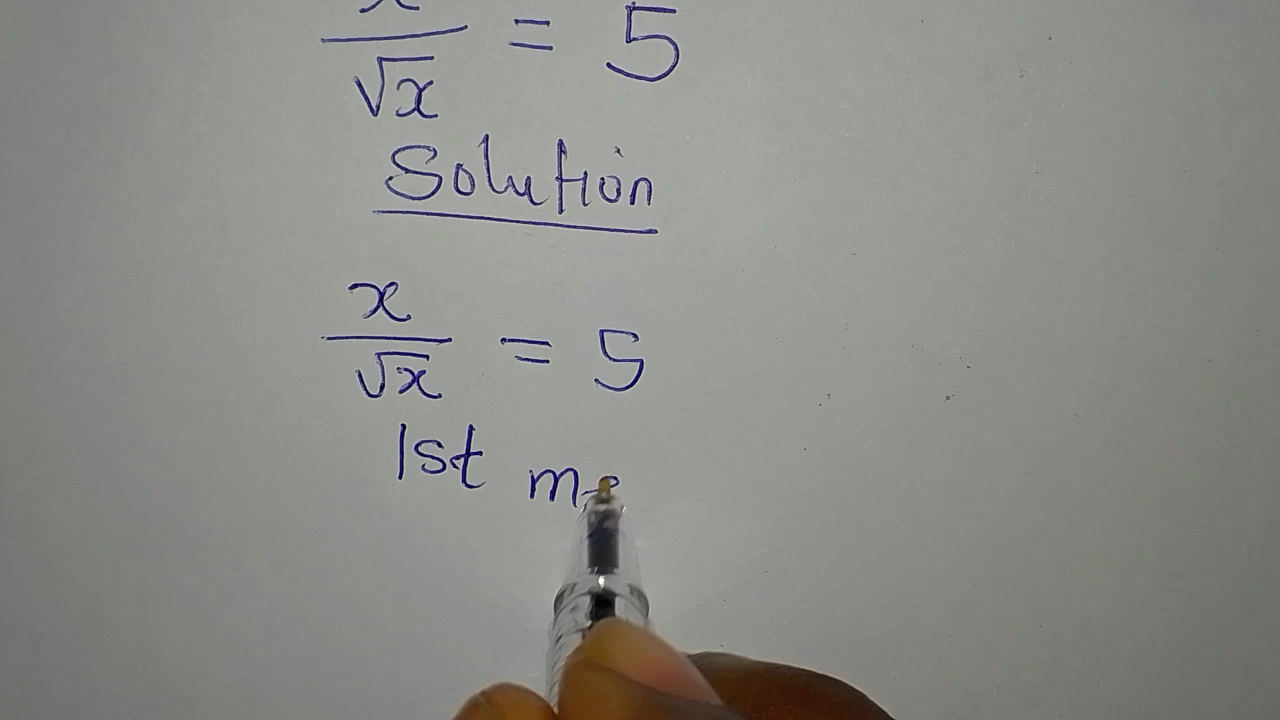 x/√x = 5
Solution
x/√x = 5
1st